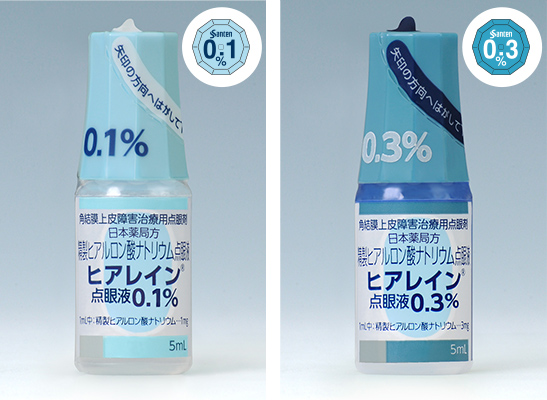 Santen
0.1
%
矢印の方向へはがして
0.1%
角結膜上皮障害治療用点眼剤
日本薬局方
精製ヒアルロン酸ナトリウム点眼液
ヒアレイン®
点眼液0.1%
1mL中:精製ヒアルロン酸ナトリウム…1mg
5mL
Santen
0.3
%
矢印の方向へはがして
0.3%
角結膜上皮障害治療用点眼剤
日本薬局方
精製ヒアルロン酸ナトリウム点眼液
ヒアレイン®
点眼液0.3%
1mL中:精製ヒアルロン酸ナトリウム…3mg
5mL